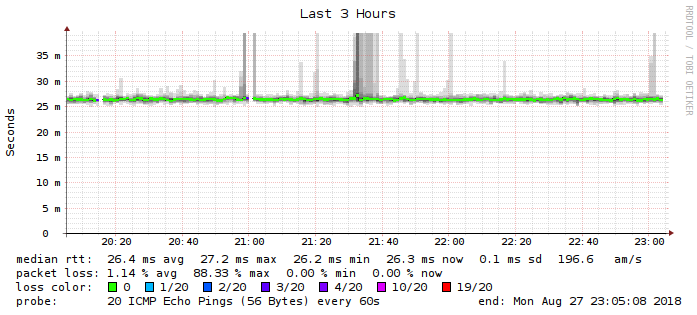 Last 3 Hours
RRDTOOL / TOBI OETIKER
Seconds
35 m
30 m
25 m
20 m
15 m
10 m
5 m
0
20:20 20:40 21:00 21:20 21:40 22:00 22:20 22:40 23:00
median rtt: 26.4 ms avg 27.2 ms max 26.2 ms min 26.3 ms now 0.1 ms sd 196.6 am/s
packet loss: 1.14 % avg 88.33 % max 0.00 % min 0.00 % now
loss color: 0 1/20 2/20 3/20 4/20 10/20 19/20
probe: 20 ICMP Echo Pings (56 Bytes) every 60s end: Mon Aug 27 23:05:08 2018